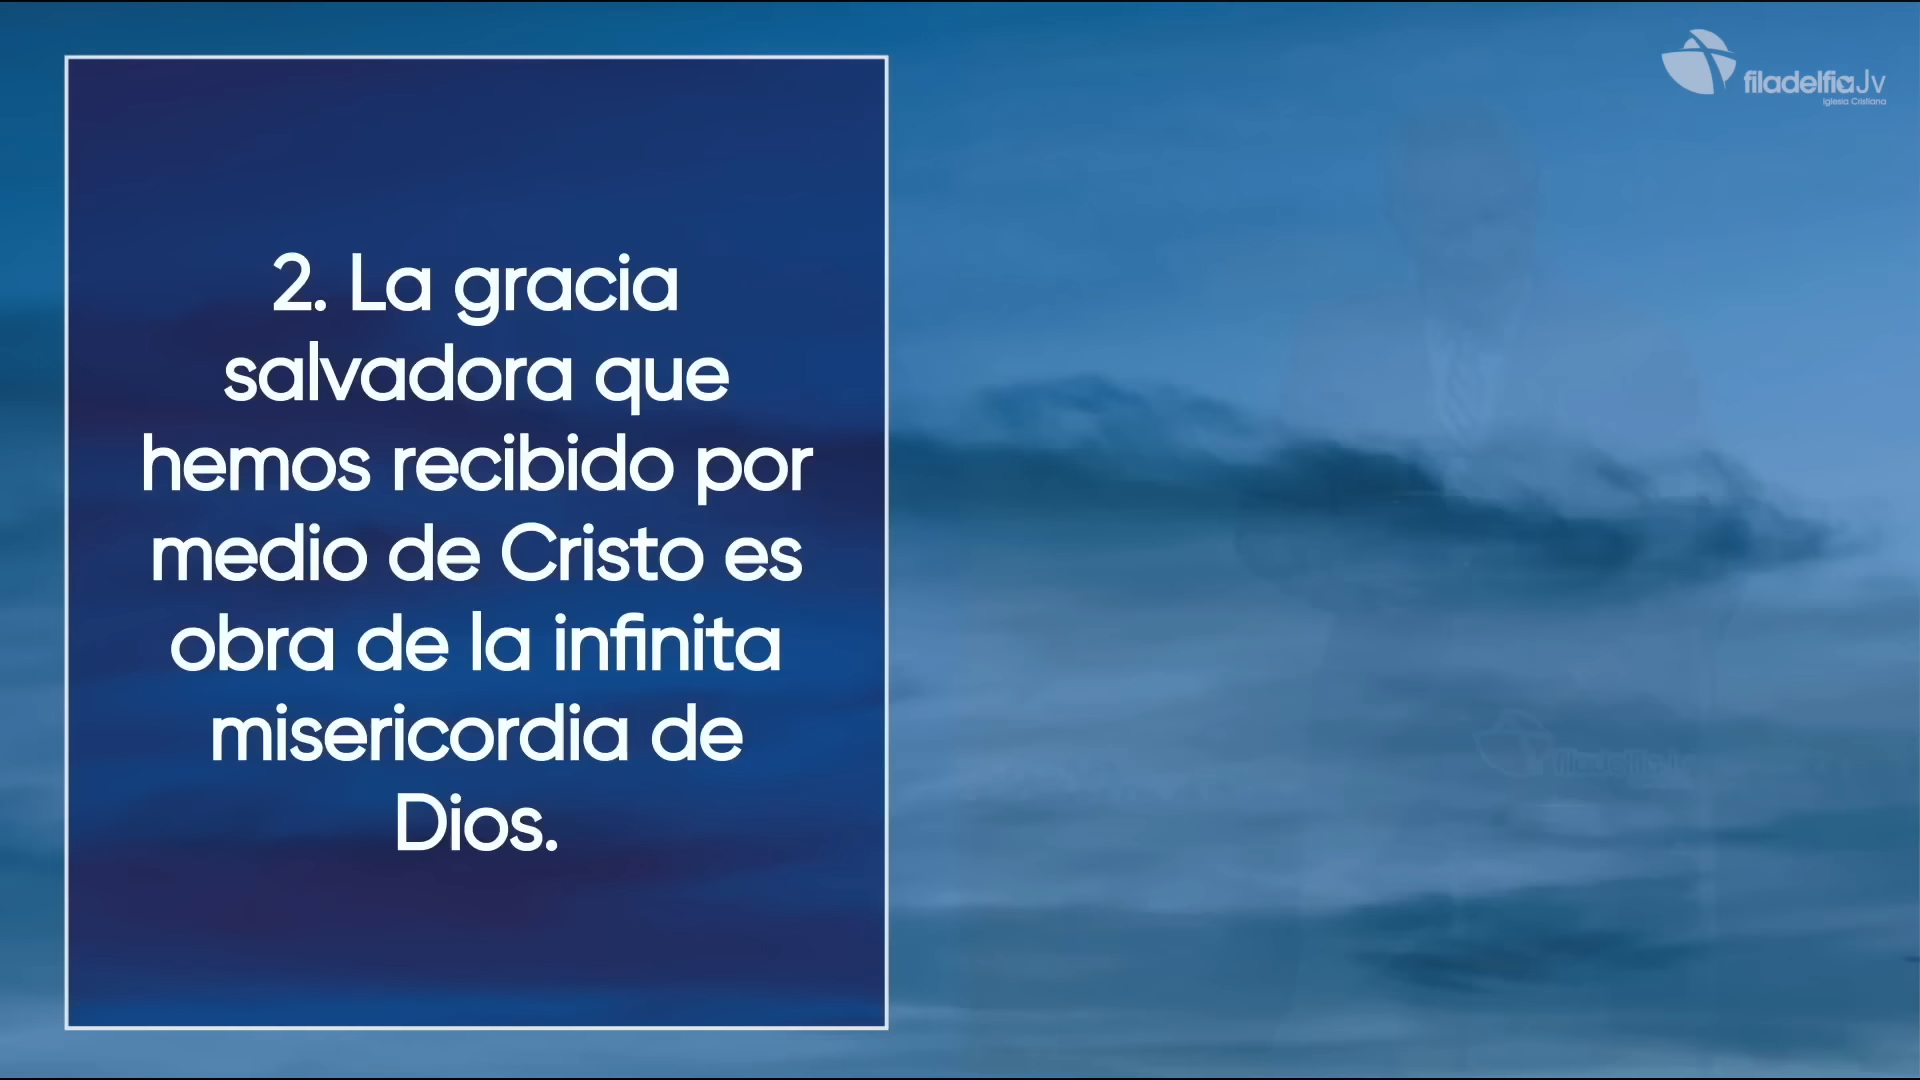 filadelfiaJv
Iglesia Cristiana
2. La gracia
salvadora que
hemos recibido por
medio de Cristo es
obra de la infinita
misericordia de
Dios.
filadelfiaJv